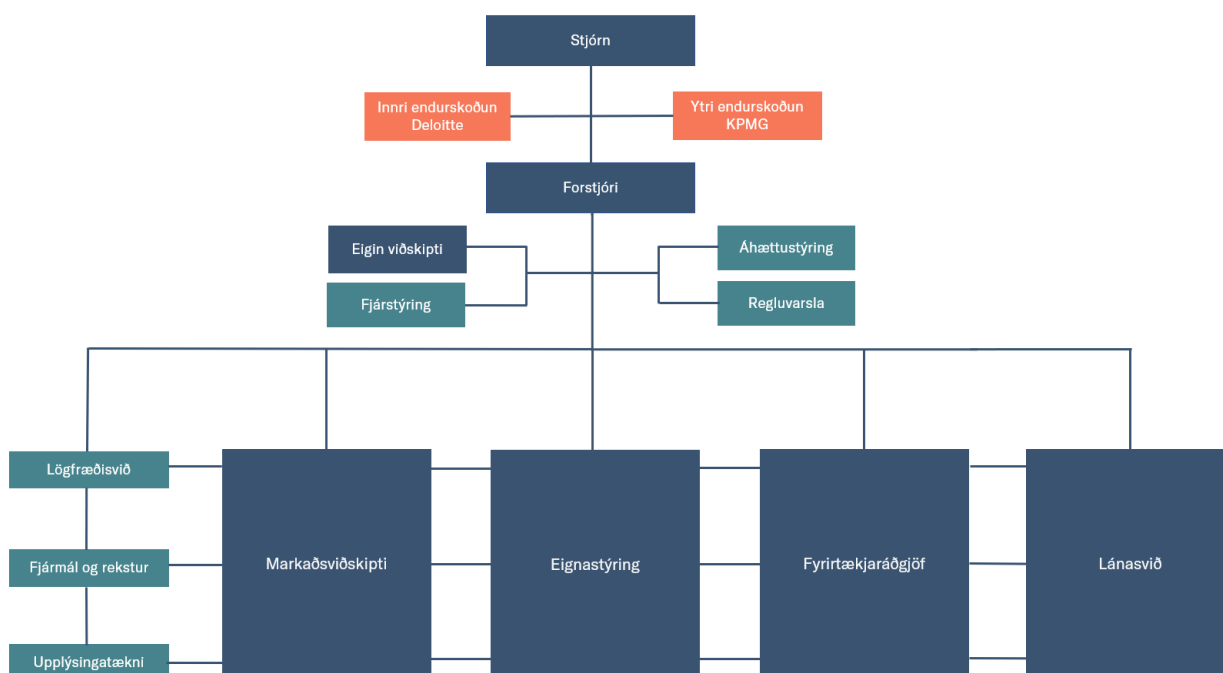 Stjórn
Innri endurskoðun
Deloitte
Ytri endurskoðun
KPMG
Forstjóri
Eigin viðskipti
Áhættustýring
Fjárstýring
Regluvarsla
Lögfræðisvið
Fjármál og rekstur
Upplýsingatækni
Markaðsviðskipti
Eignastýring
Fyrirtækjaráðgjöf
Lánasvið